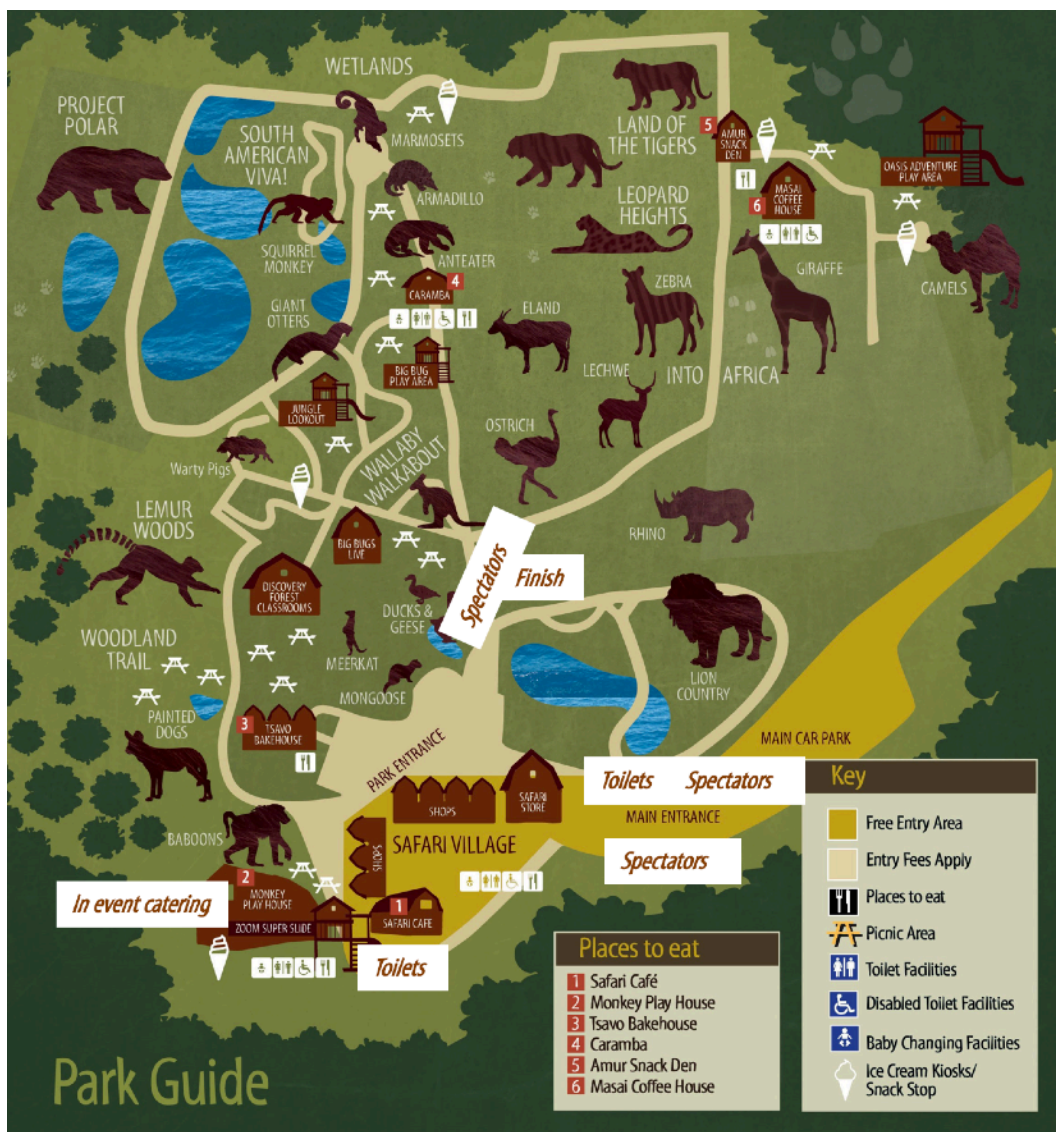 WETLANDS
PROJECT
POLAR
SOUTH
AMERICAN
VIVA!
MARMOSETS
LAND OF
THE TIGERS
5
AMUR
SNACK
DEN
OASIS ADVENTURE
PLAY AREA
6
MASAI
COFFEE
HOUSE
ARMADILLO
LEOPARD
HEIGHTS
SQUIRREL
MONKEY
ANTEATER
4
CARAMBA
GIRAFFE
CAMELS
ZEBRA
ELAND
GIANT
OTTERS
BIG BUG
PLAY AREA
LECHWE
INTO AFRICA
JUNGLE
LOOKOUT
OSTRICH
WALLABY
WALKABOUT
Warty Pigs
LEMUR
WOODS
RHINO
BIG BUGS
LIVE
Spectators
Finish
DISCOVERY
FOREST
CLASSROOMS
DUCKS &
GEESE
WOODLAND
TRAIL
MEERKAT
MONGOOSE
LION
COUNTRY
PAINTED
DOGS
3
TSAVO
BAKEHOUSE
MAIN CAR PARK
PARK ENTRANCE
Toilets Spectators
SHOPS
SAFARI
STORE
MAIN ENTRANCE
BABOONS
SHOPS
SAFARI VILLAGE
Spectators
2
MONKEY
PLAY HOUSE
In event catering
1
SAFARI CAFE
ZOOM SUPER SLIDE
Toilets
Key
Free Entry Area
Entry Fees Apply
Places to eat
Picnic Area
Toilet Facilities
Disabled Toilet Facilities
Baby Changing Facilities
Ice Cream Kiosks/
Snack Stop
Places to eat
1 Safari Café
2 Monkey Play House
3 Tsavo Bakehouse
4 Caramba
5 Amur Snack Den
6 Masai Coffee House
Park Guide